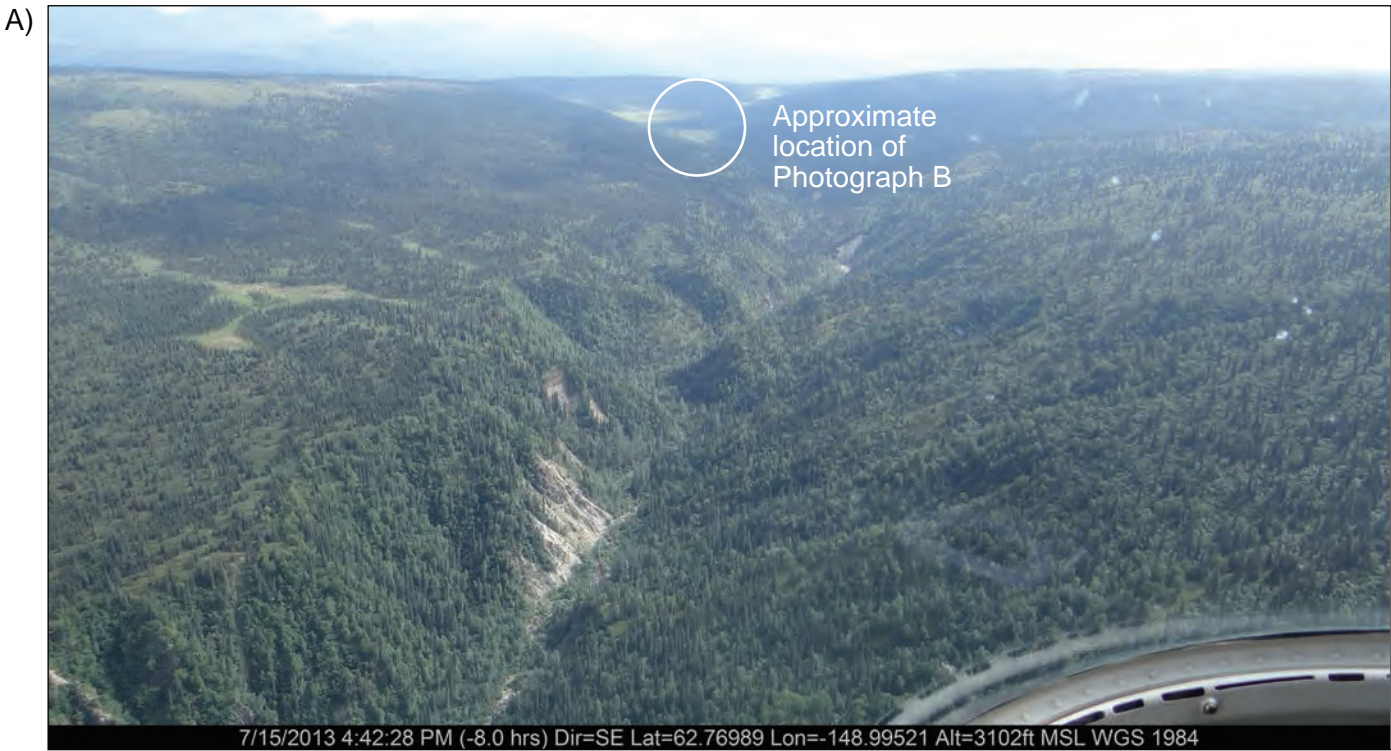 A)
Approximate
location of
Photograph B
7/15/2013 4:42:28 PM (-8.0 hrs) Dir=SE Lat=62.76989 Lon=-148.99521 Alt=3102ft MSL WGS 1984